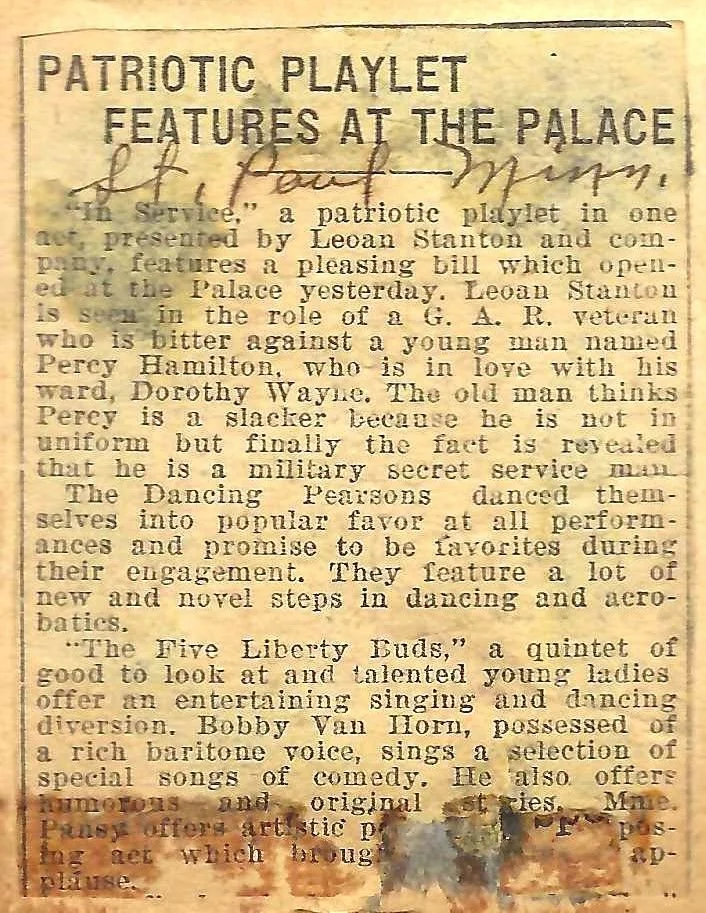 PATRIOTIC PLAYLET
FEATURES AT THE PALACE
St. Paul Minn.
"In Service," a patriotic playlet in one
act, presented by Leoan Stanton and com-
pany, features a pleasing bill which open-
ed at the Palace yesterday. Leoan Stanton
is seen in the role of a G. A. R. veteran
who is bitter against a young man named
Percy Hamilton, who is in love with his
ward, Dorothy Wayne. The old man thinks
Percy is a slacker because he is not in
uniform but finally the fact is revealed
that he is a military secret service man.
The Dancing Pearsons danced them-
selves into popular favor at all perform-
ances and promise to be favorites during
their engagement. They feature a lot of
new and novel steps in dancing and acro-
batics.
"The Five Liberty Buds," a quintet of
good to look at and talented young ladies
offer an entertaining singing and dancing
diversion. Bobby Van Horn, possessed of
a rich baritone voice, sings a selection of
special songs of comedy. He also offers
humorous and original stories. Mme.
Pansy offers artistic pos-
ing act which ap-
plause.